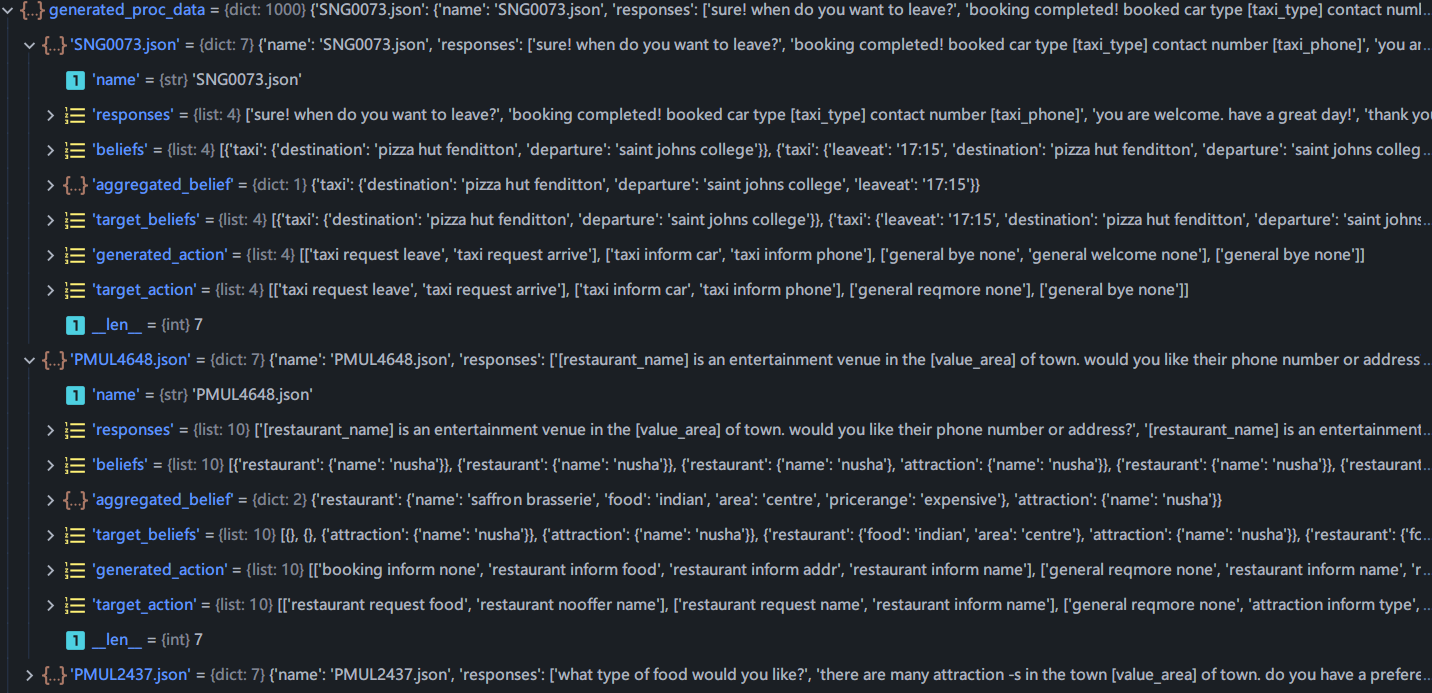 generated_proc_data = {dict: 1000} {'SNG0073.json': {'name': 'SNG0073.json', 'responses': ['sure! when do you want to leave?', 'booking completed! booked car type [taxi_type] contact numl...
'SNG0073.json' = {dict: 7} {'name': 'SNG0073.json', 'responses': ['sure! when do you want to leave?', 'booking completed! booked car type [taxi_type] contact number [taxi_phone]', 'you ar...
'name' = {str} 'SNG0073.json'
'responses' = {list: 4} ['sure! when do you want to leave?', 'booking completed! booked car type [taxi_type] contact number [taxi_phone]', 'you are welcome. have a great day!', 'thank you
'beliefs' = {list: 4} [{'taxi': {'destination': 'pizza hut fenditton', 'departure': 'saint johns college'}}, {'taxi': {'leaveat': '17:15', 'destination': 'pizza hut fenditton', 'departure': 'saint johns colleg...
'aggregated_belief' = {dict: 1} {'taxi': {'destination': 'pizza hut fenditton', 'departure': 'saint johns college', 'leaveat': '17:15'}}
'target_beliefs' = {list: 4} [{'taxi': {'destination': 'pizza hut fenditton', 'departure': 'saint johns college'}}, {'taxi': {'leaveat': '17:15', 'destination': 'pizza hut fenditton', 'departure': 'saint johns...
'generated_action' = {list: 4} [['taxi request leave', 'taxi request arrive'], ['taxi inform car', 'taxi inform phone'], ['general bye none', 'general welcome none'], ['general bye none']]
'target_action' = {list: 4} [['taxi request leave', 'taxi request arrive'], ['taxi inform car', 'taxi inform phone'], ['general reqmore none'], ['general bye none']]
__len__ = {int} 7
'PMUL4648.json' = {dict: 7} {'name': 'PMUL4648.json', 'responses': ['[restaurant_name] is an entertainment venue in the [value_area] of town. would you like their phone number or address...
'name' = {str} 'PMUL4648.json'
'responses' = {list: 10} ['[restaurant_name] is an entertainment venue in the [value_area] of town. would you like their phone number or address?', '[restaurant_name] is an entertainment...
'beliefs' = {list: 10} [{'restaurant': {'name': 'nusha'}}, {'restaurant': {'name': 'nusha'}}, {'restaurant': {'name': 'nusha'}, 'attraction': {'name': 'nusha'}}, {'restaurant': {'name': 'nusha'}}, {'restaurant...
'aggregated_belief' = {dict: 2} {'restaurant': {'name': 'saffron brasserie', 'food': 'indian', 'area': 'centre', 'pricerange': 'expensive'}, 'attraction': {'name': 'nusha'}}
'target_beliefs' = {list: 10} [{}, {}, {'attraction': {'name': 'nusha'}}, {'attraction': {'name': 'nusha'}}, {'restaurant': {'food': 'indian', 'area': 'centre'}, 'attraction': {'name': 'nusha'}}, {'restaurant': {'fc...
'generated_action' = {list: 10} [['booking inform none', 'restaurant inform food', 'restaurant inform addr', 'restaurant inform name'], ['general reqmore none', 'restaurant inform name', 'r...
'target_action' = {list: 10} [['restaurant request food', 'restaurant nooffer name'], ['restaurant request name', 'restaurant inform name'], ['general reqmore none', 'attraction inform type', ...
__len__ = {int} 7
'PMUL2437.json' = {dict: 7} {'name': 'PMUL2437.json', 'responses': ['what type of food would you like?', 'there are many attraction -s in the town [value_area] of town. do you have a prefere...